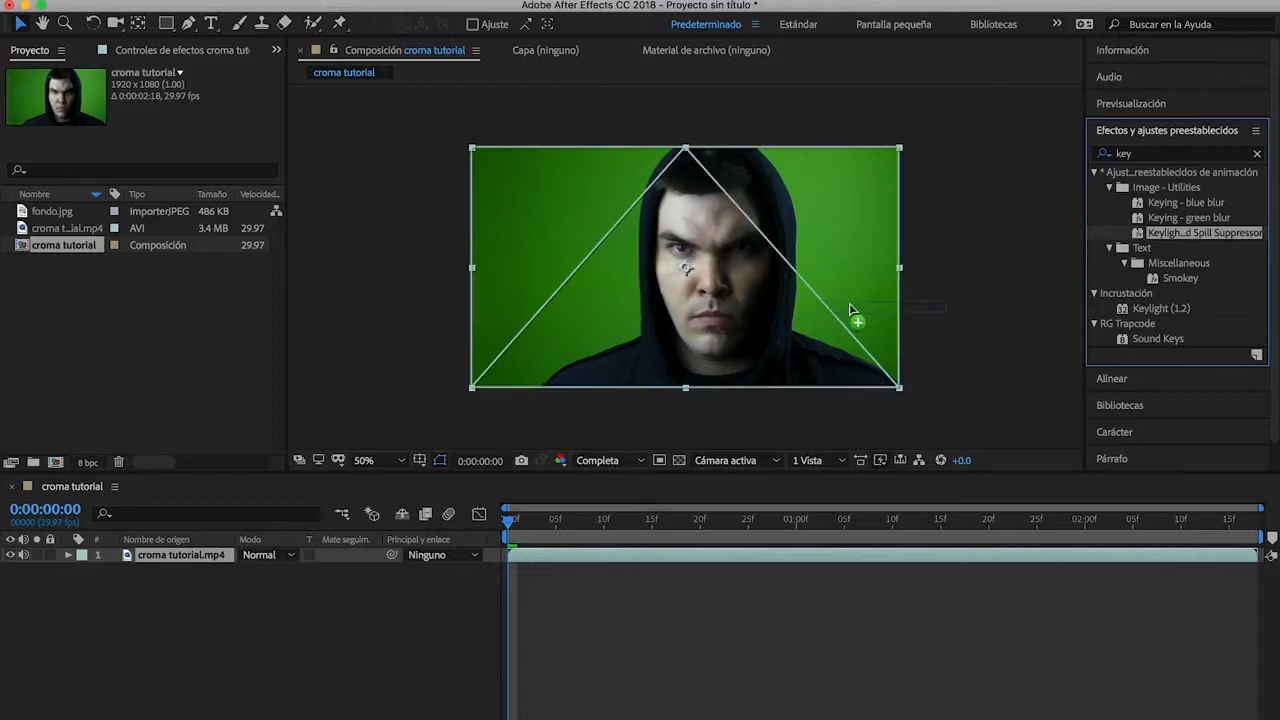 Adobe After Effects CC 2018 - Proyecto sin título *
Ajuste
Predeterminado
Estándar
Pantalla pequeña
Bibliotecas
Buscar en la Ayuda
Proyecto
Controles de efectos croma tut
Composición croma tutorial
Capa (ninguno)
Material de archivo (ninguno)
croma tutorial
croma tutorial
1920 x 1080 (1.00)
Δ 0:00:02:18, 29.97 fps
Nombre
Tipo
Tamaño
Velocidad...
fondo.jpg
ImporterJPEG
486 KB
croma t...ial.mp4
AVI
3.4 MB
29.97
croma tutorial
Composición
29.97
8 bpc
50%
0:00:00:00
Completa
Cámara activa
1 Vista
+0.0
Información
Audio
Previsualización
Efectos y ajustes preestablecidos
key
* Ajust...reestablecidos de animación
Image - Utilities
Keying - blue blur
Keying - green blur
Keyligh...d Spill Suppressor
Text
Miscellaneous
Smokey
Incrustación
Keylight (1.2)
RG Trapcode
Sound Keys
Alinear
Bibliotecas
Carácter
Párrafo
croma tutorial
0:00:00:00
00000 (29.97 fps)
05f
10f
15f
20f
25f
01:00f
05f
10f
15f
20f
25f
02:00f
05f
10f
15f
#
Nombre de origen
Modo
T
Mate seguim.
Principal y enlace
1
croma tutorial.mp4
Normal
Ninguno